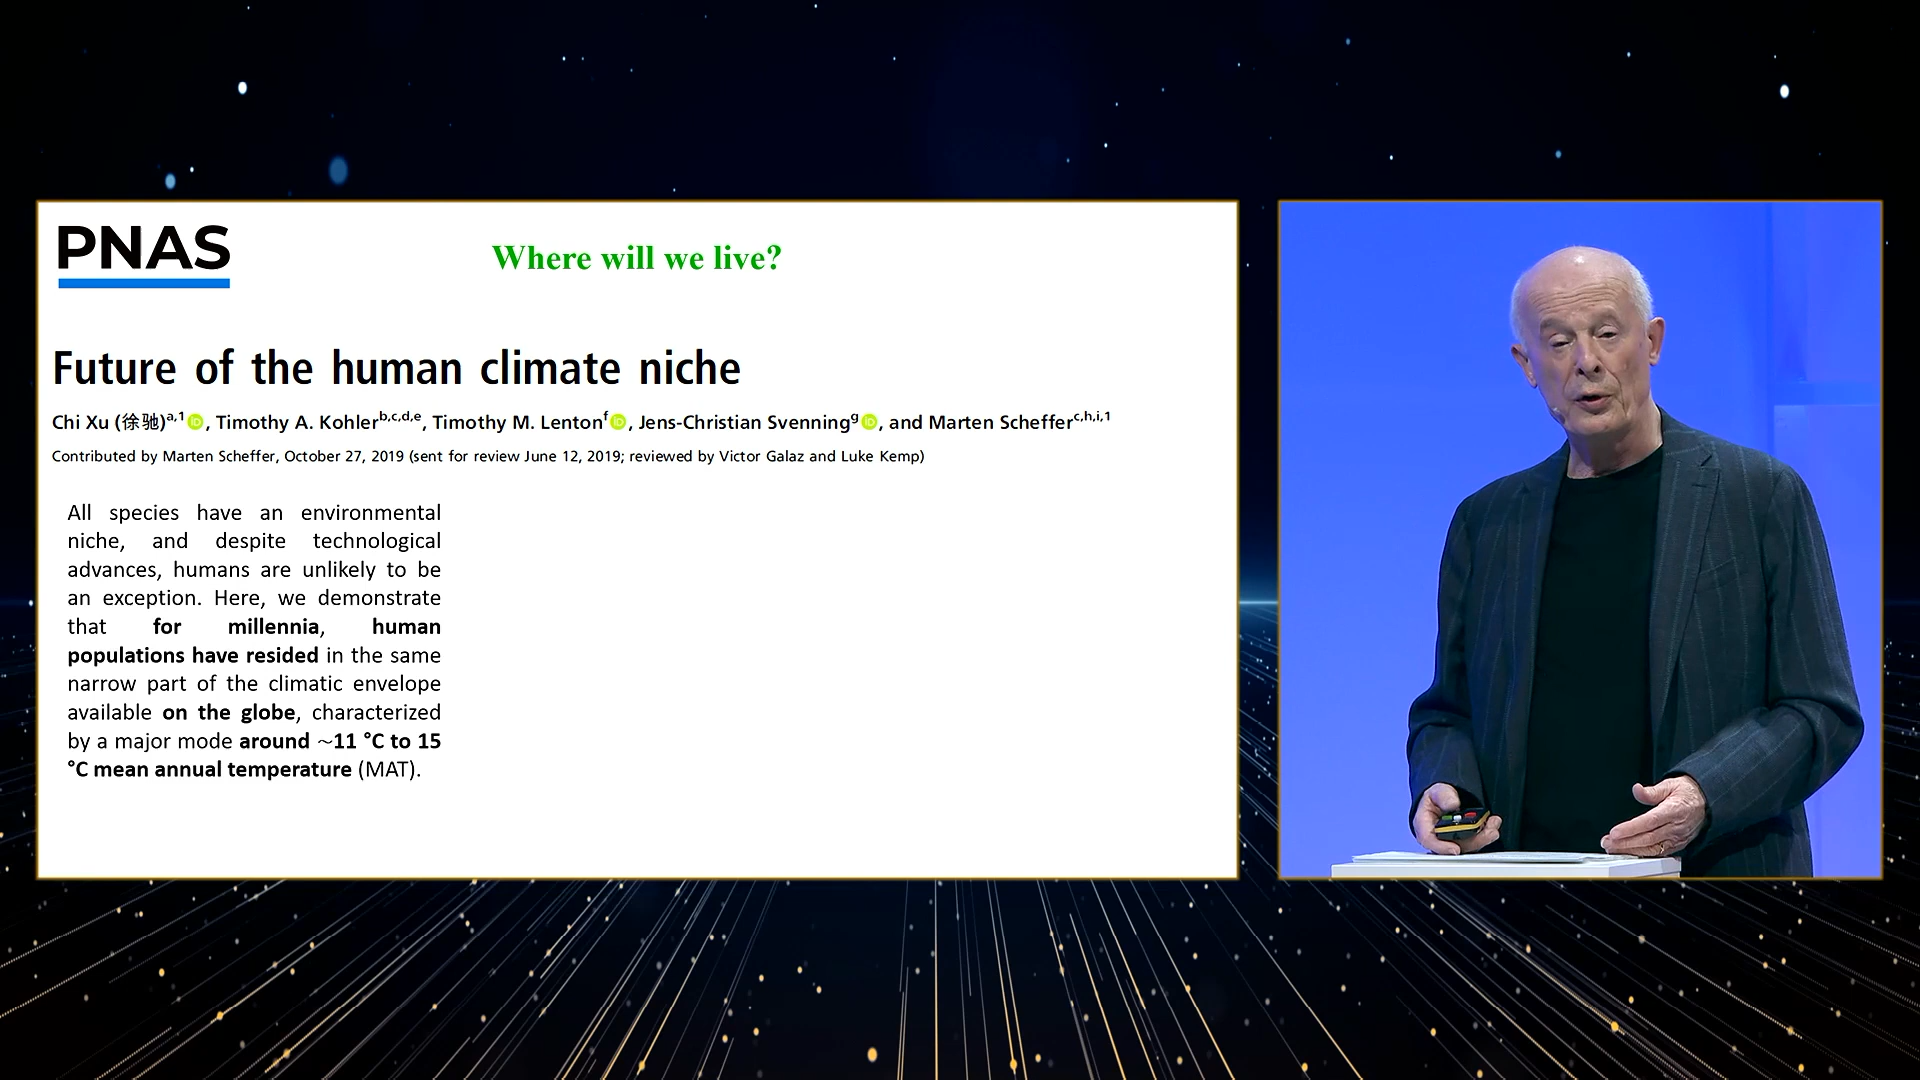 PNAS
Where will we live?
Future of the human climate niche
Chi Xu (徐驰)a,1 iD, Timothy A. Kohlerb,c,d,e, Timothy M. Lentonf iD, Jens-Christian Svenningg iD, and Marten Schefferc,h,i,1
Contributed by Marten Scheffer, October 27, 2019 (sent for review June 12, 2019; reviewed by Victor Galaz and Luke Kemp)
All species have an environmental
niche, and despite technological
advances, humans are unlikely to be
an exception. Here, we demonstrate
that for millennia, human
populations have resided in the same
narrow part of the climatic envelope
available on the globe, characterized
by a major mode around ~11 °C to 15
°C mean annual temperature (MAT).